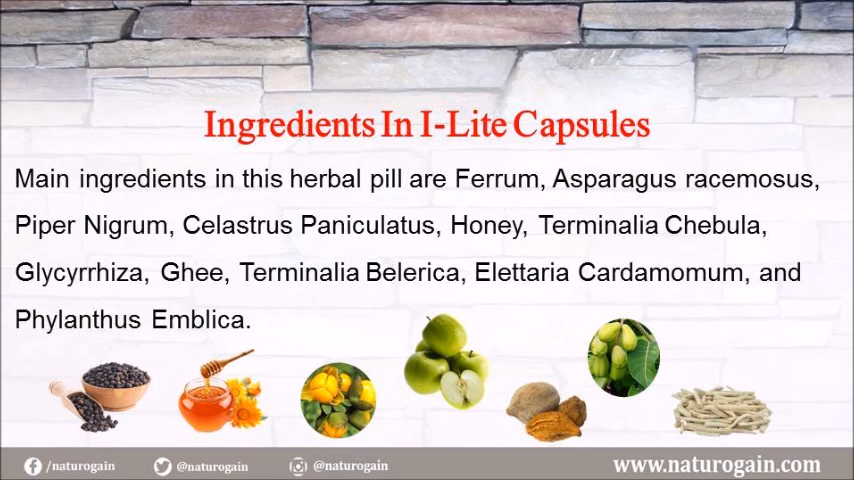 Ingredients In I-Lite Capsules
Main ingredients in this herbal pill are Ferrum, Asparagus racemosus,
Piper Nigrum, Celastrus Paniculatus, Honey, Terminalia Chebula,
Glycyrrhiza, Ghee, Terminalia Belerica, Elettaria Cardamomum, and
Phylanthus Emblica.
/naturogain @naturogain @naturogain www.naturogain.com